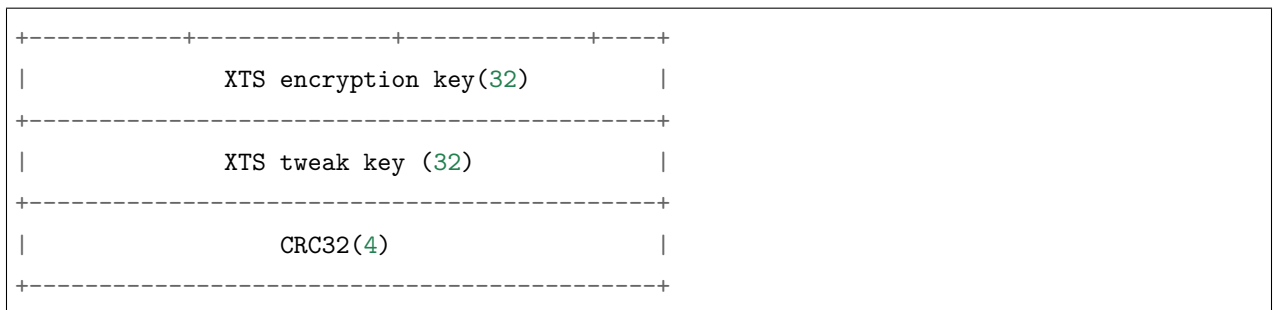 +-----------+--------------+-------------+----+
| XTS encryption key(32) |
+---------------------------------------------+
| XTS tweak key (32) |
+---------------------------------------------+
| CRC32(4) |
+---------------------------------------------+